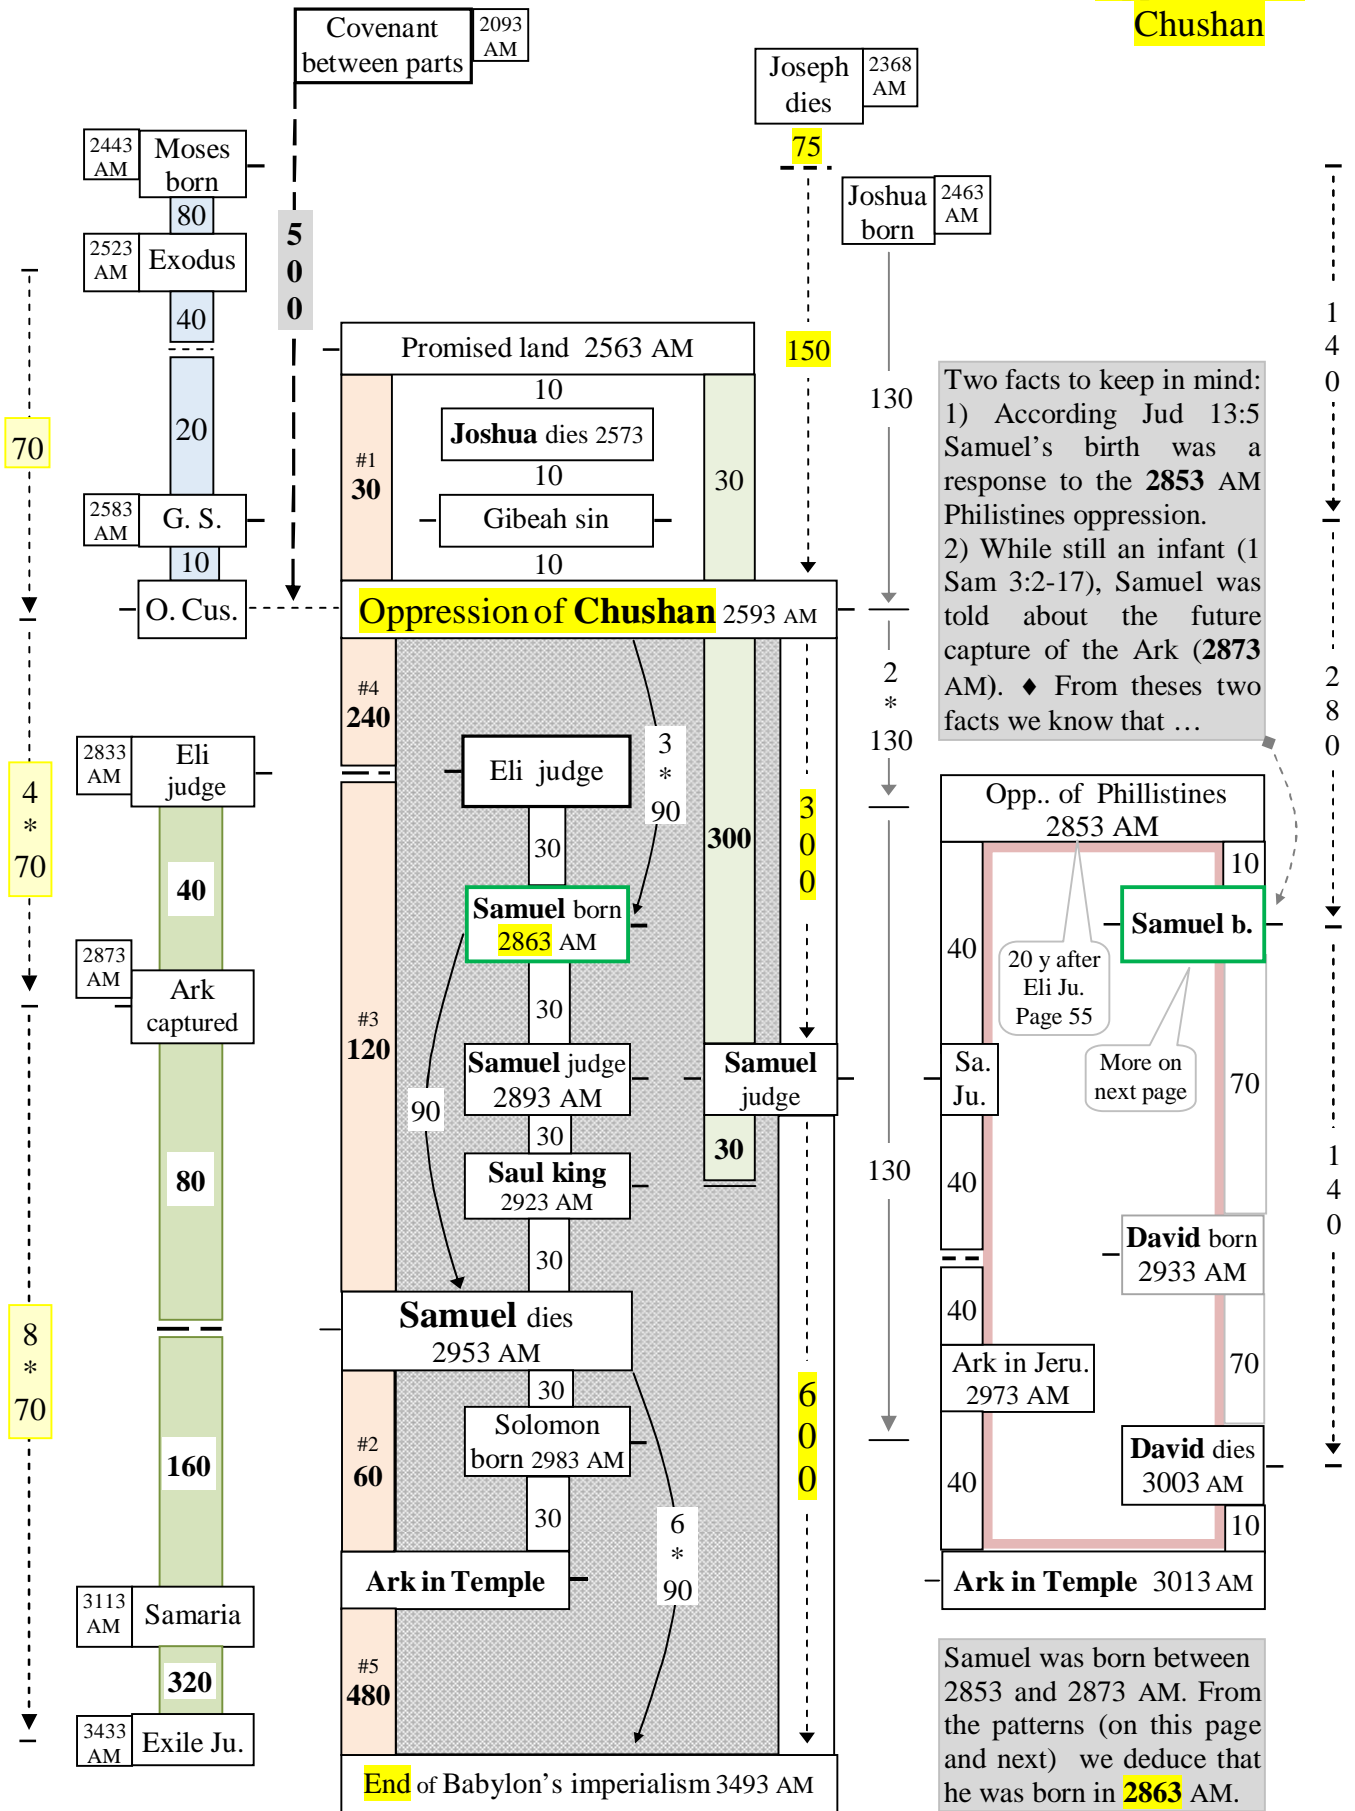 Chushan
Covenant
between parts
2093
AM
Joseph
dies
2368
AM
75
2443
AM
Moses
born
Joshua
born
2463
AM
80
2523
AM
Exodus
5
0
0
40
Promised land 2563 AM
150
130
1
4
0
20
70
10
Joshua dies 2573
10
Gibeah sin
10
#1
30
30
2583
AM
G. S.
10
O. Cus.
Oppression of Chushan 2593 AM
Two facts to keep in mind:
1) According Jud 13:5
Samuel’s birth was a
response to the 2853 AM
Philistines oppression.
2) While still an infant (1
Sam 3:2-17), Samuel was
told about the future
capture of the Ark (2873
AM). ♦ From theses two
facts we know that …
#4
240
3
*
90
2
*
130
2
8
0
2833
AM
Eli
judge
Eli judge
4
*
70
30
300
3
0
0
Opp.. of Phillistines
2853 AM
10
40
Samuel born
2863 AM
Samuel b.
40
20 y after
Eli Ju.
Page 55
2873
AM
Ark
captured
#3
120
30
More on
next page
70
Samuel judge
2893 AM
Samuel
judge
Sa.
Ju.
90
30
30
80
Saul king
2923 AM
130
40
1
4
0
30
David born
2933 AM
40
Samuel dies
2953 AM
8
*
70
30
Ark in Jeru.
2973 AM
70
6
0
0
Solomon
born 2983 AM
#2
60
160
David dies
3003 AM
40
30
6
*
90
10
Ark in Temple
Ark in Temple 3013 AM
3113
AM
Samaria
#5
480
320
3433
AM
Exile Ju.
End of Babylon’s imperialism 3493 AM
Samuel was born between
2853 and 2873 AM. From
the patterns (on this page
and next) we deduce that
he was born in 2863 AM.